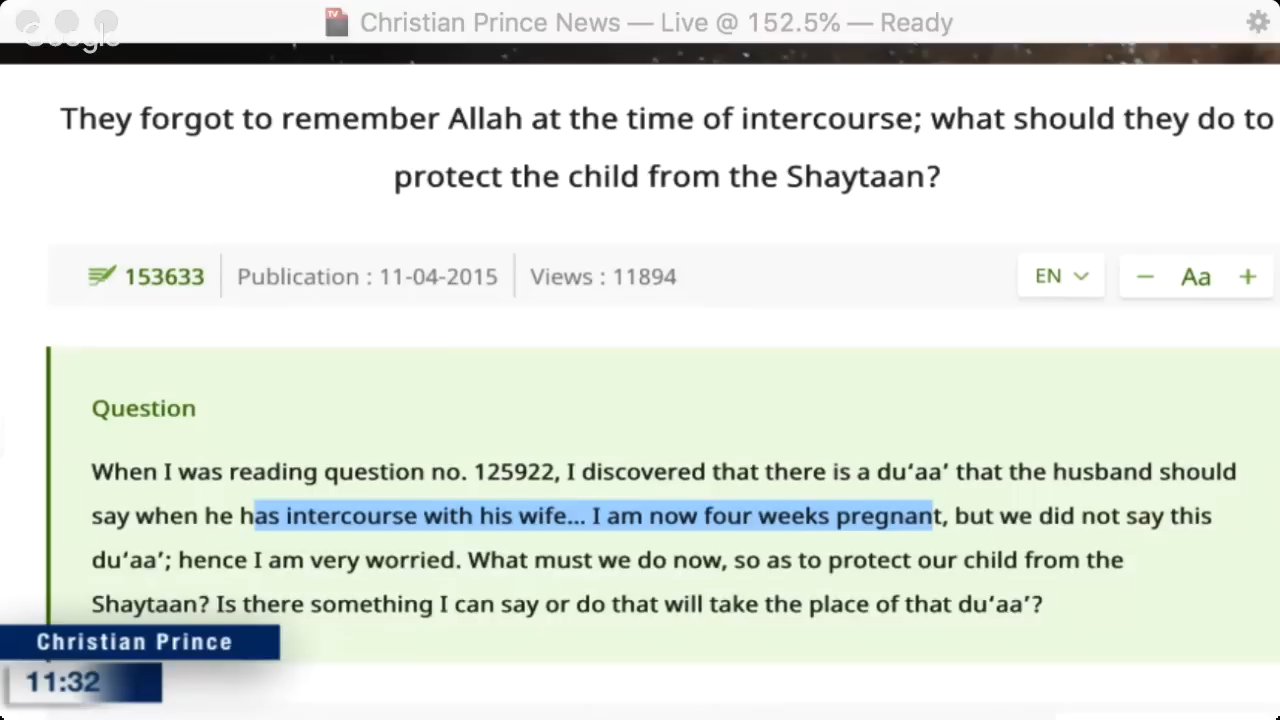 Christian Prince News — Live @ 152.5% — Ready
Google
They forgot to remember Allah at the time of intercourse; what should they do to
protect the child from the Shaytaan?
153633 Publication : 11-04-2015 Views : 11894 EN − Aa +
Question
When I was reading question no. 125922, I discovered that there is a du‘aa’ that the husband should
say when he has intercourse with his wife... I am now four weeks pregnant, but we did not say this
du‘aa’; hence I am very worried. What must we do now, so as to protect our child from the
Shaytaan? Is there something I can say or do that will take the place of that du‘aa’?
Christian Prince
11:32